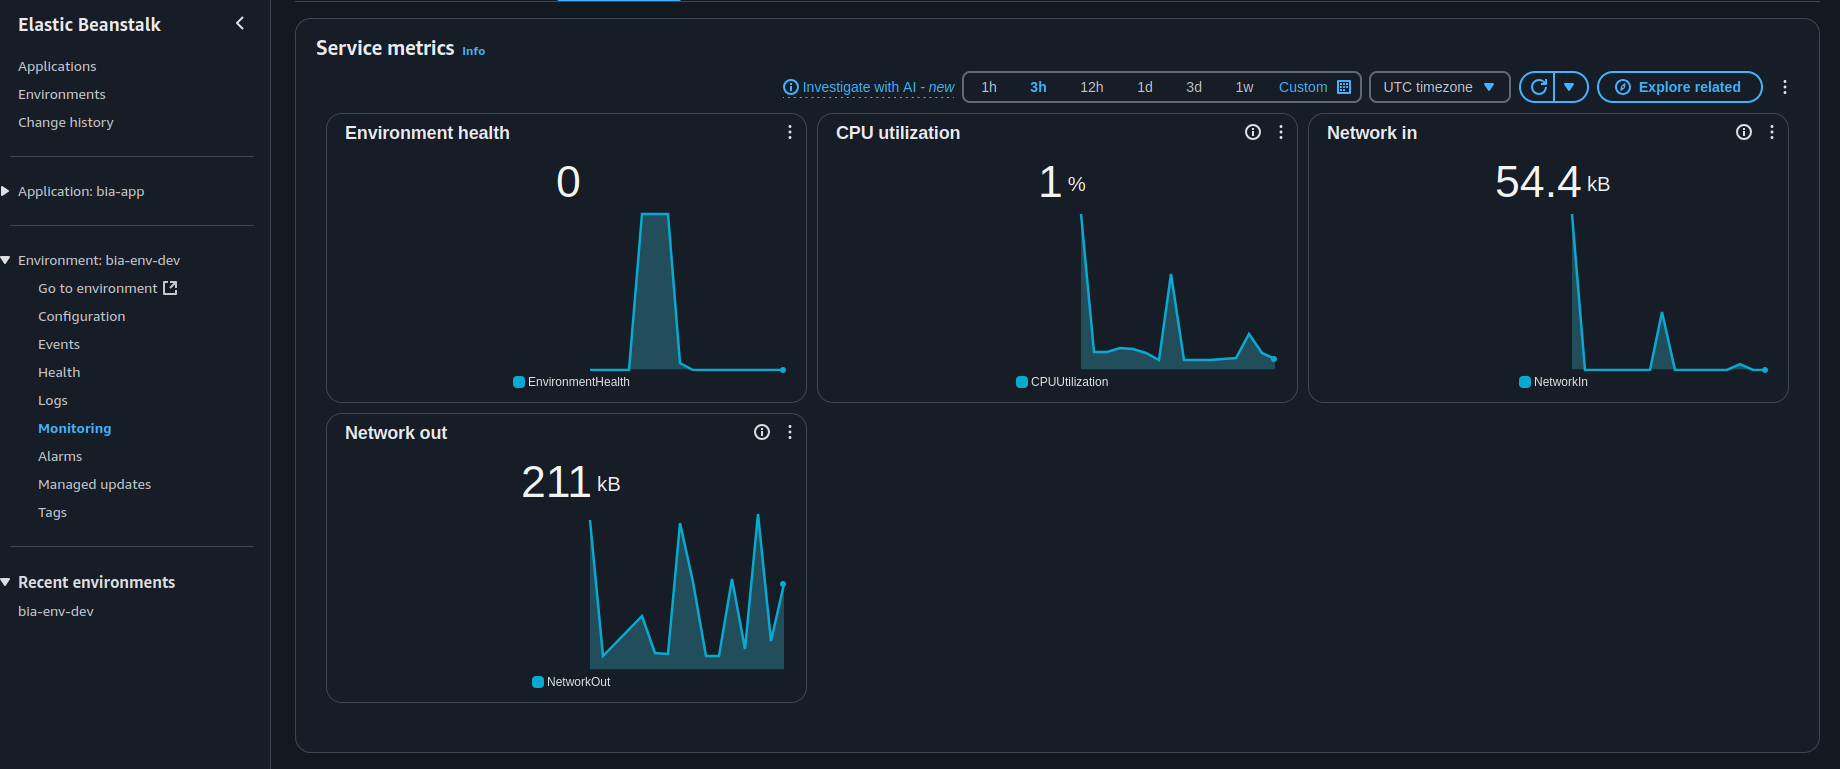 Elastic Beanstalk
Applications
Environments
Change history
Application: bia-app
Environment: bia-env-dev
Go to environment
Configuration
Events
Health
Logs
Monitoring
Alarms
Managed updates
Tags
Recent environments
bia-env-dev
Service metrics Info
Investigate with AI - new 1h 3h 12h 1d 3d 1w Custom UTC timezone Explore related
Environment health
0
EnvironmentHealth
CPU utilization
1 %
CPUUtilization
Network in
54.4 kB
NetworkIn
Network out
211 kB
NetworkOut